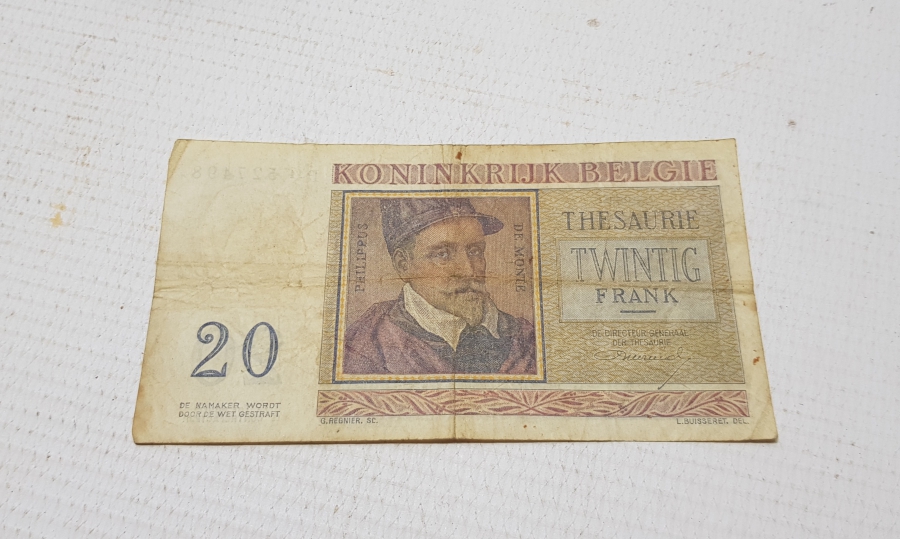 KONINKRIJK BELGIE
PHILIPPUS
DE MONTE
THESAURIE
TWINTIG
FRANK
DE DIRECTEUR-GENERAAL
DER THESAURIE
20
DE NAMAKER WORDT
DOOR DE WET GESTRAFT
G. REGNIER, SC.
L. BUISSERET, DEL.